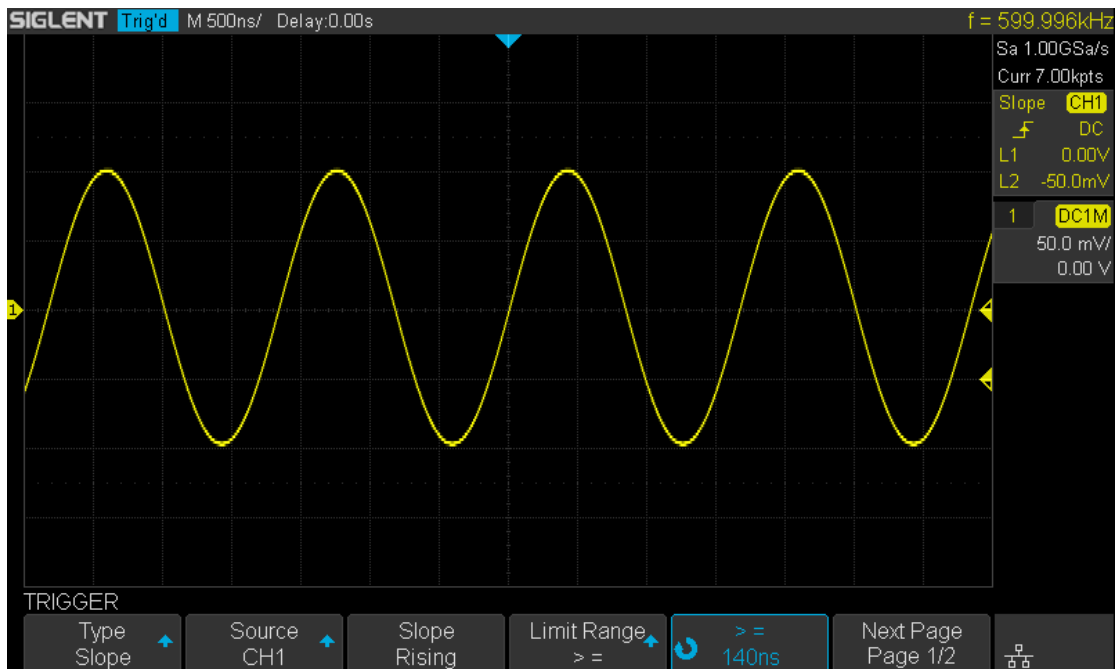 SIGLENT Trig'd M 500ns/ Delay:0.00s f = 599.996kHz
Sa 1.00GSa/s
Curr 7.00kpts
Slope CH1
DC
L1 0.00V
L2 -50.0mV
1 DC1M
50.0 mV/
0.00 V
1
TRIGGER
Type
Slope
Source
CH1
Slope
Rising
Limit Range
> =
> =
140ns
Next Page
Page 1/2